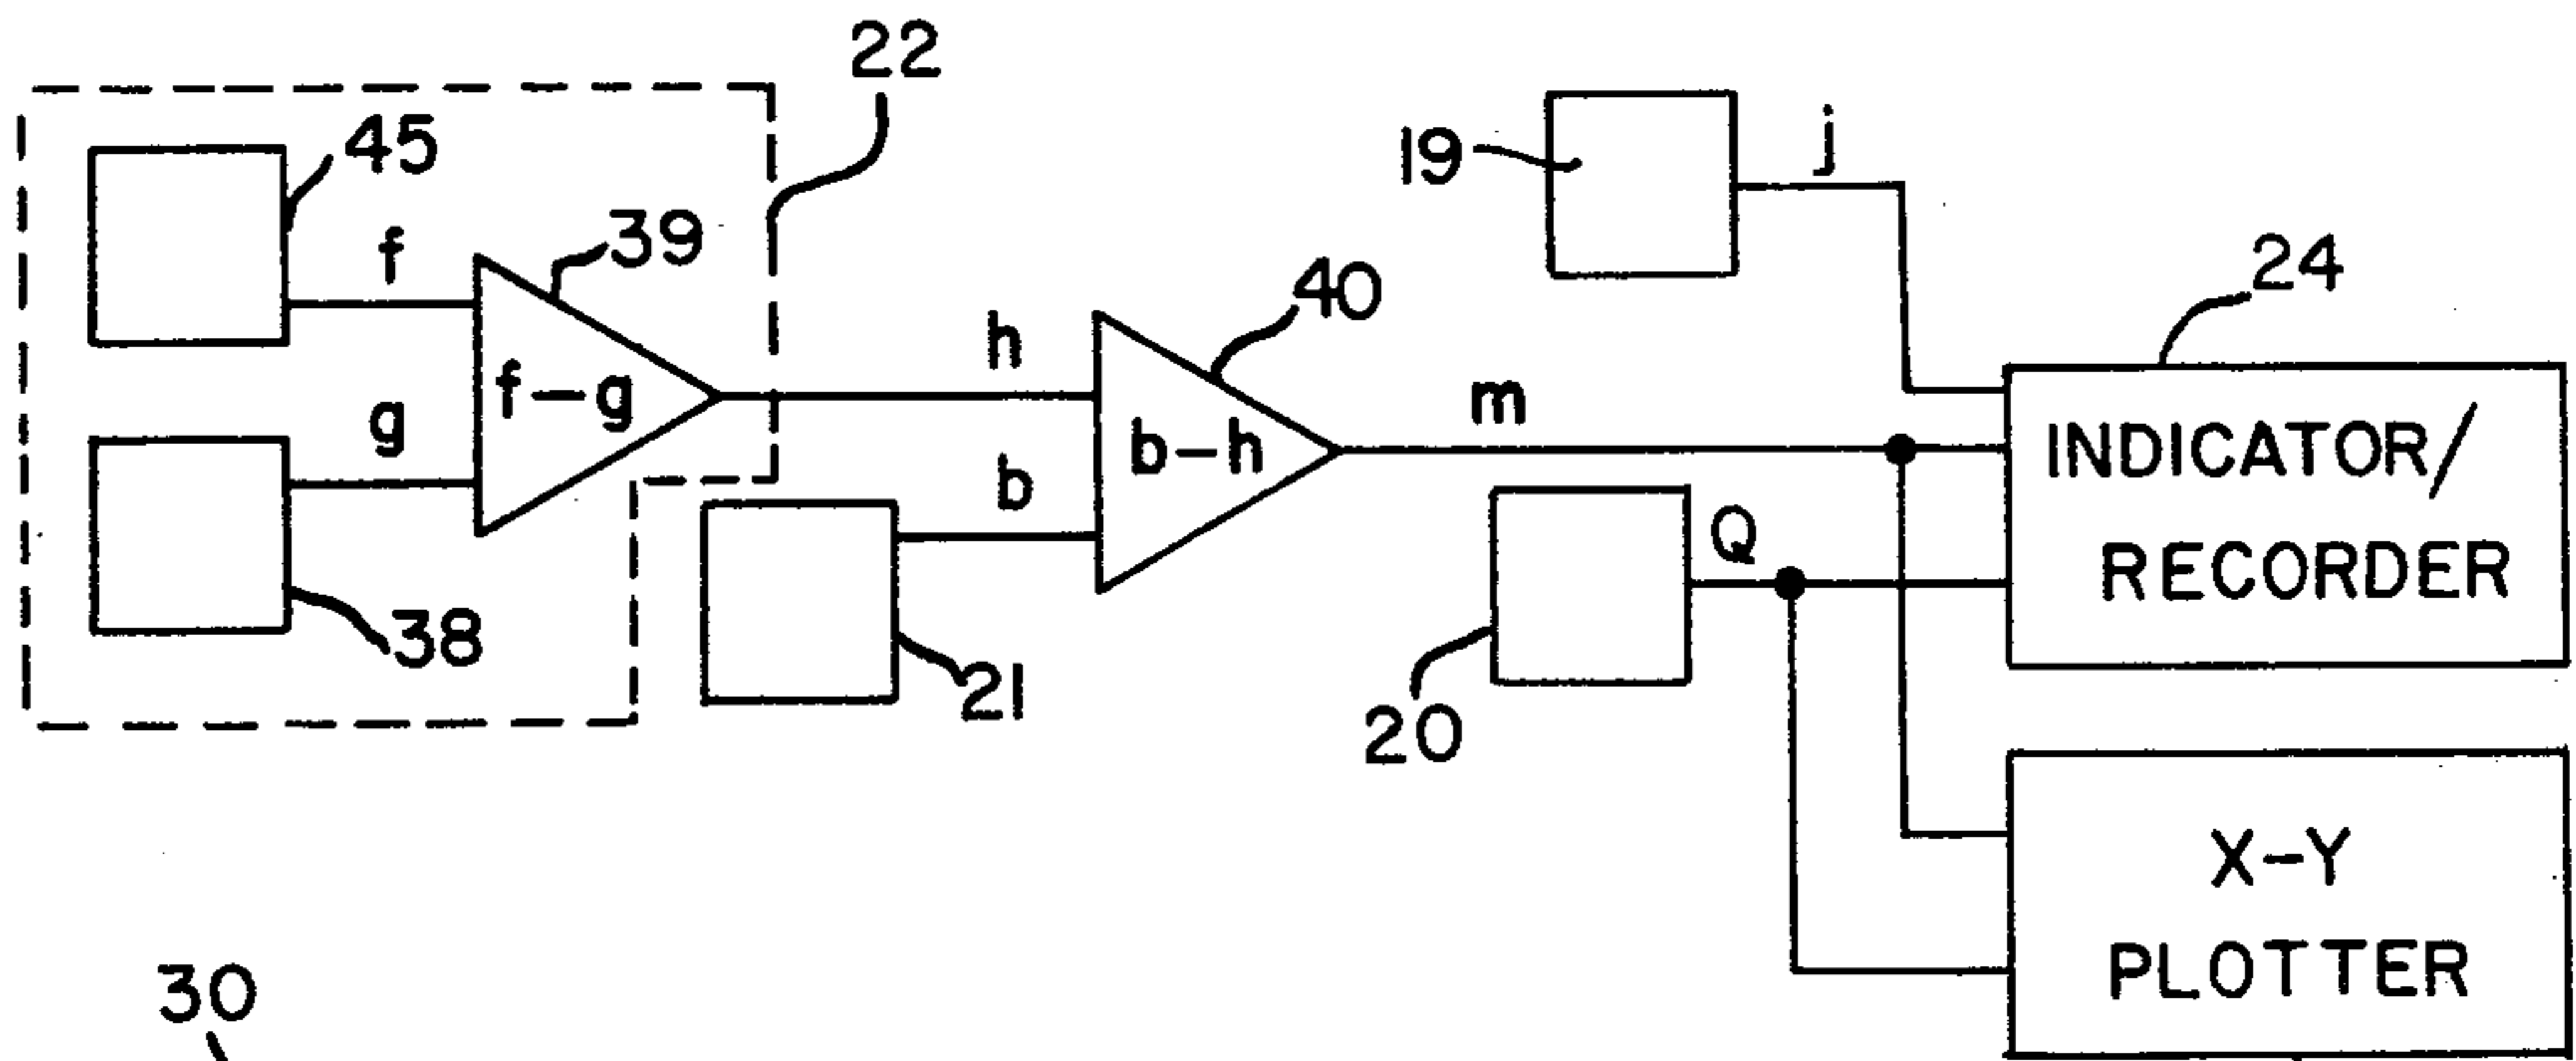 22
45
19
j
f
39
24
40
h
f-g
g
m
b-h
b
INDICATOR/
RECORDER
Q
38
21
20
X-Y
PLOTTER
30